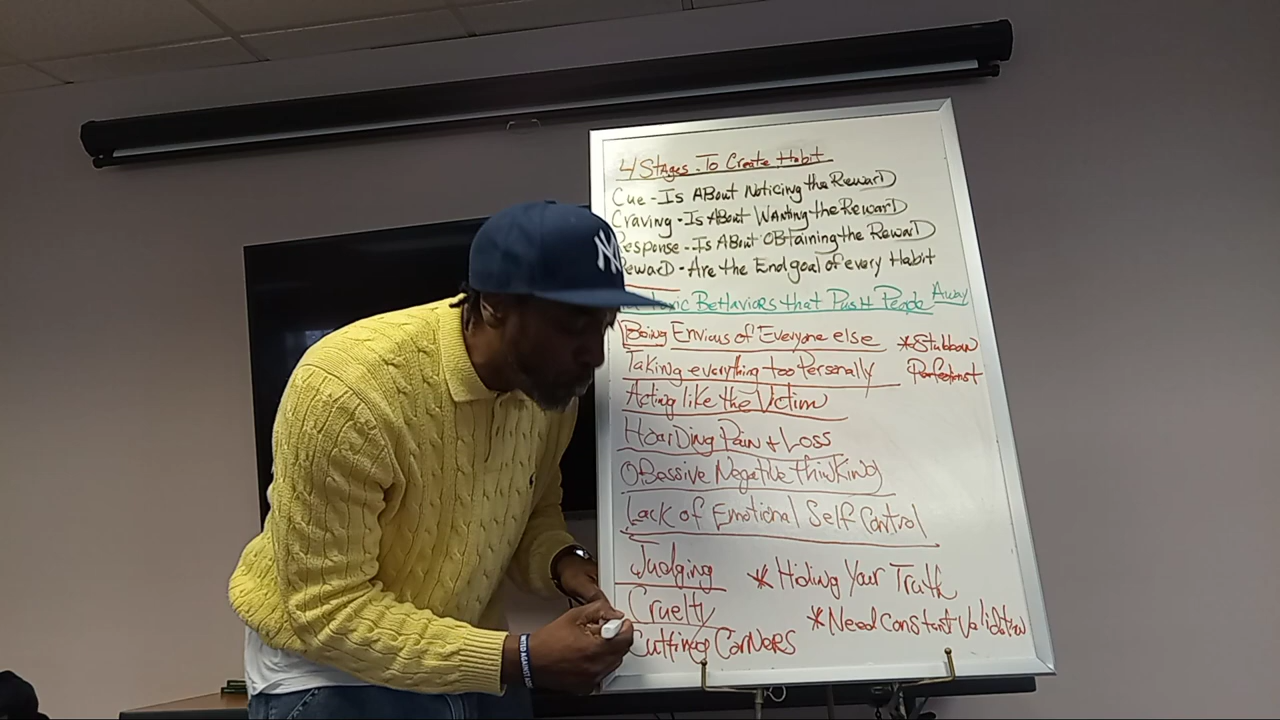 4 Stages To Create Habit
Cue - Is About Noticing the Reward
Craving - Is About Wanting the Reward
Response - Is About Obtaining the Reward
Reward - Are the End goal of every Habit
Toxic Behaviors that Push People Away
Being Envious of Everyone else
*Stubborn
Taking everything too Personally
Perfectionist
Acting like the Victim
Hoarding Pain + Loss
Obsessive Negative thinking
Lack of Emotional Self Control
Judging
* Hiding Your Truth
Cruelty
*Need constant Validation
Cutting Corners
NY